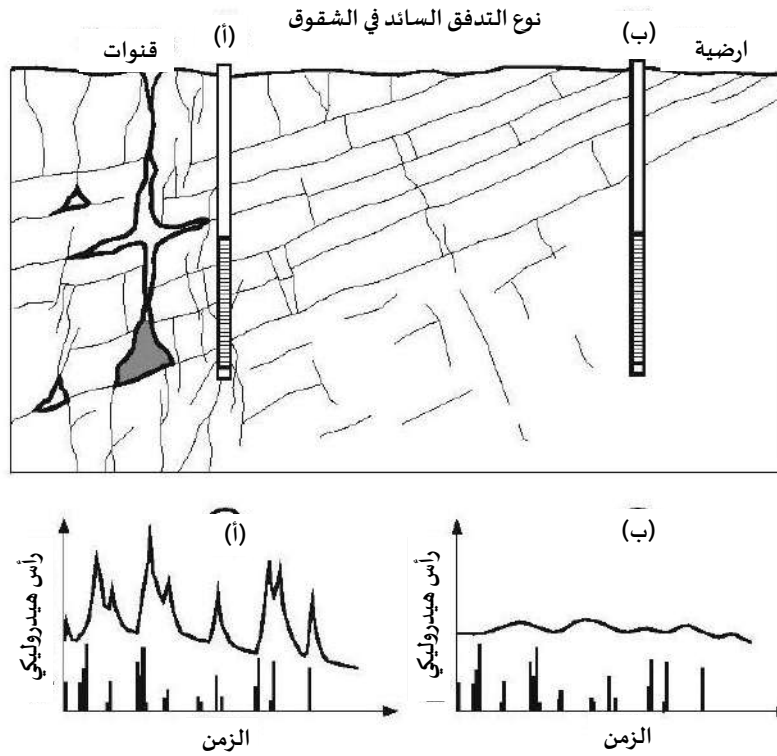 نوع التدفق السائد في الشقوق
قنوات
(أ)
(ب)
ارضية
(أ)
رأس هيدروليكي
الزمن
(ب)
رأس هيدروليكي
الزمن